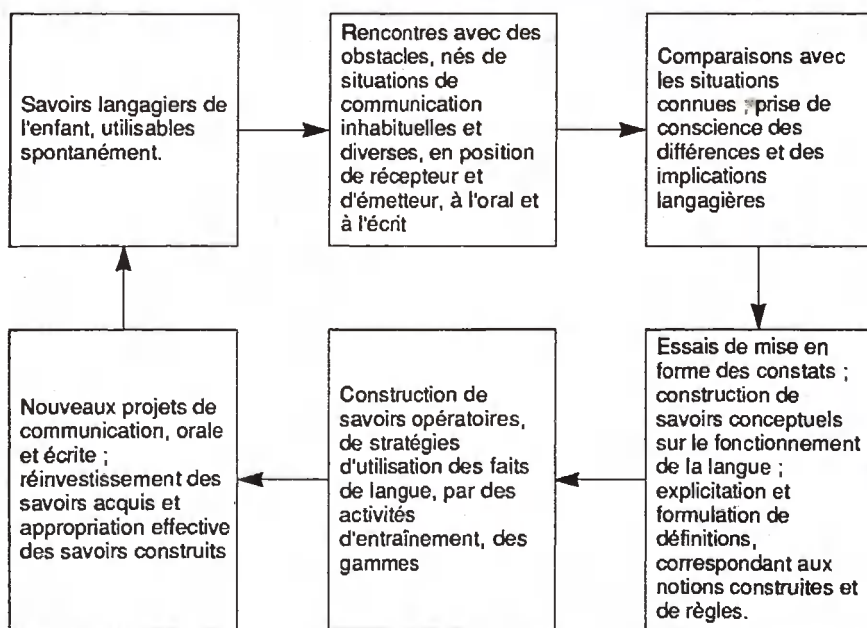 Savoirs langagiers de
l'enfant, utilisables
spontanément.
Rencontres avec des
obstacles, nés de
situations de
communication
inhabituelles et
diverses, en position
de récepteur et
d'émetteur, à l'oral et
à l'écrit
Comparaisons avec
les situations
connues ; prise de
conscience des
différences et des
implications
langagières
Essais de mise en
forme des constats ;
construction de
savoirs conceptuels
sur le fonctionnement
de la langue ;
explicitation et
formulation de
définitions,
correspondant aux
notions construites et
de règles.
Construction de
savoirs opératoires,
de stratégies
d'utilisation des faits
de langue, par des
activités
d'entraînement, des
gammes
Nouveaux projets de
communication, orale
et écrite ;
réinvestissement des
savoirs acquis et
appropriation effective
des savoirs construits